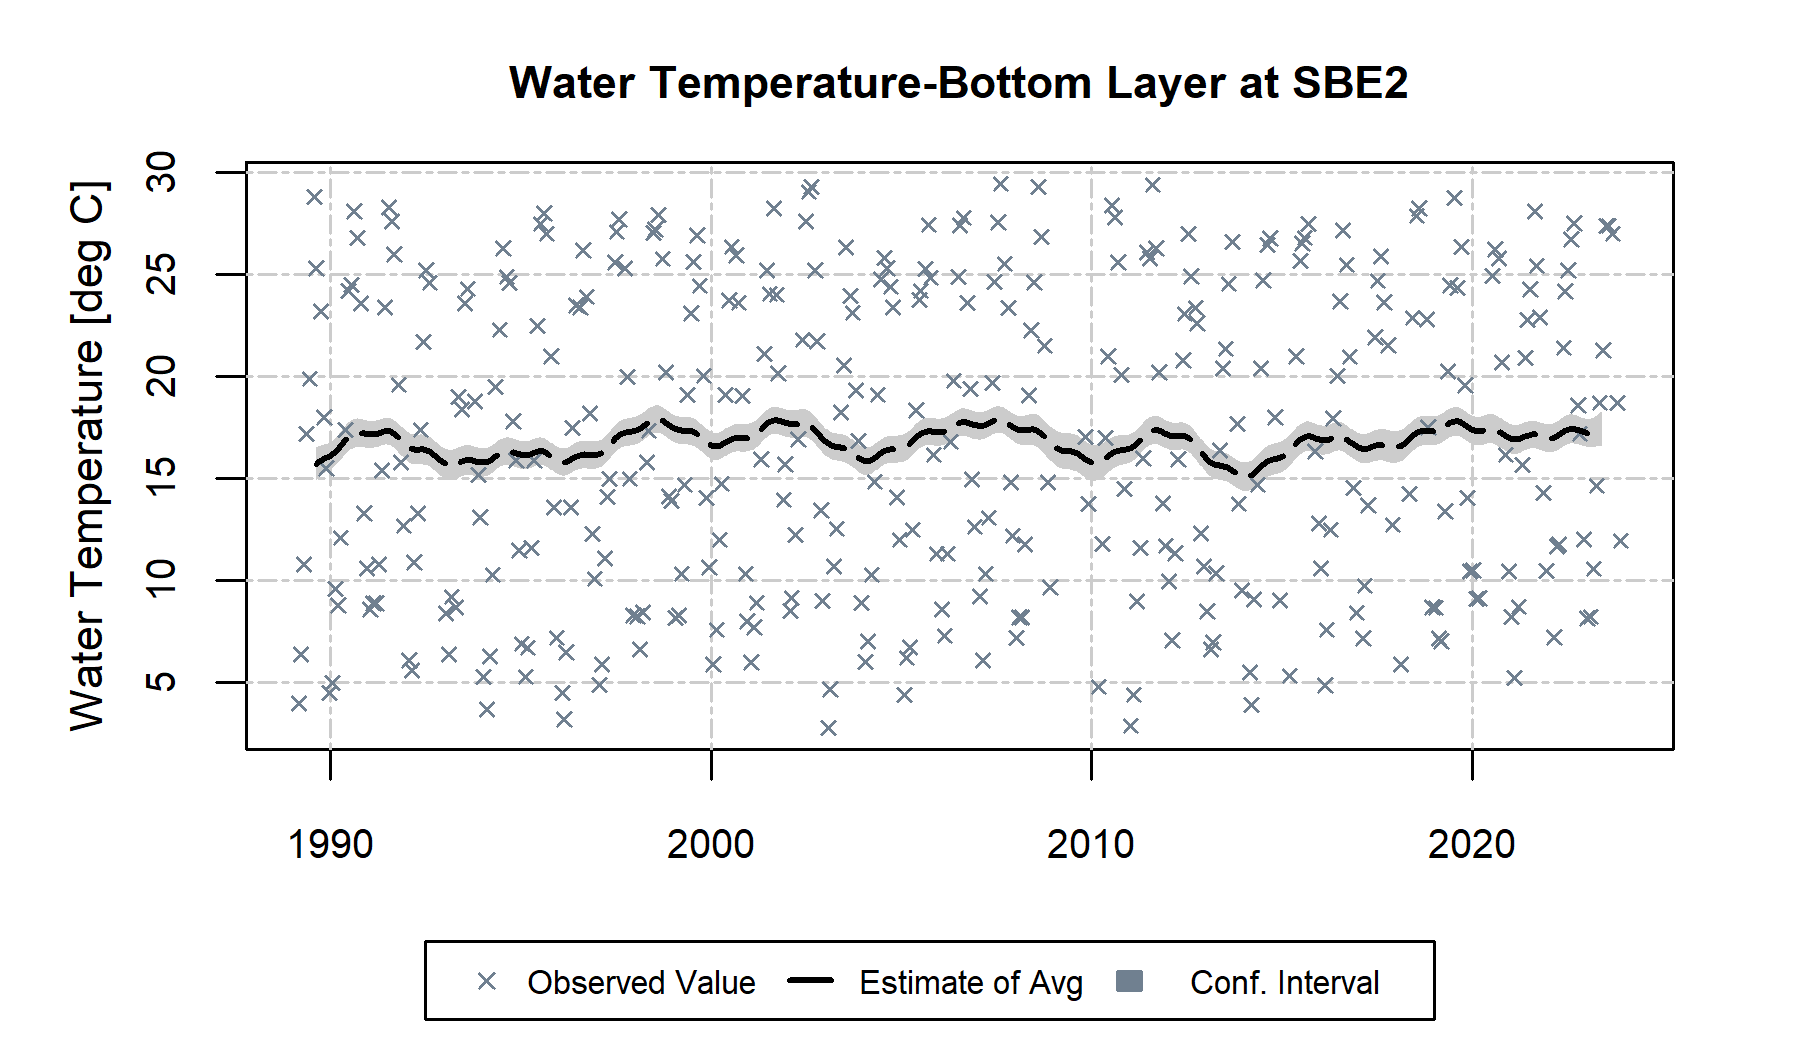 Water Temperature-Bottom Layer at SBE2
Water Temperature [deg C]
30
25
20
15
10
5
1990 2000 2010 2020
Observed Value Estimate of Avg Conf. Interval